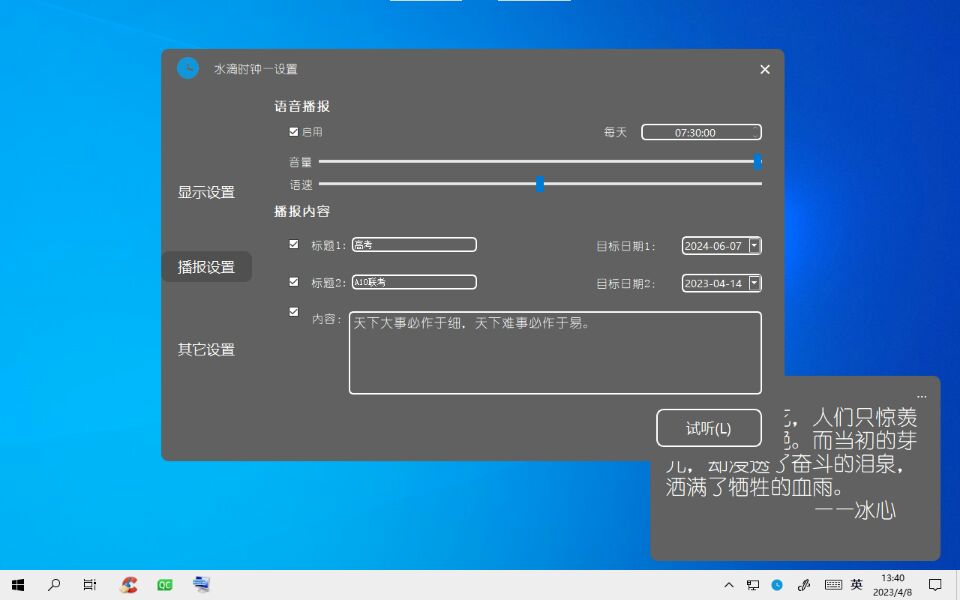 水滴时钟—设置
语音播报
启用
每天
07:30:00
音量
语速
显示设置
播报内容
标题1:
高考
目标日期1:
2024-06-07
播报设置
标题2:
A10联考
目标日期2:
2023-04-14
内容:
天下大事必作于细，天下难事必作于易。
其它设置
试听(L)
...
，人们只惊羡
。而当初的芽
儿，却浸透了奋斗的泪泉，
洒满了牺牲的血雨。
——冰心
QC
英
13:40
2023/4/8